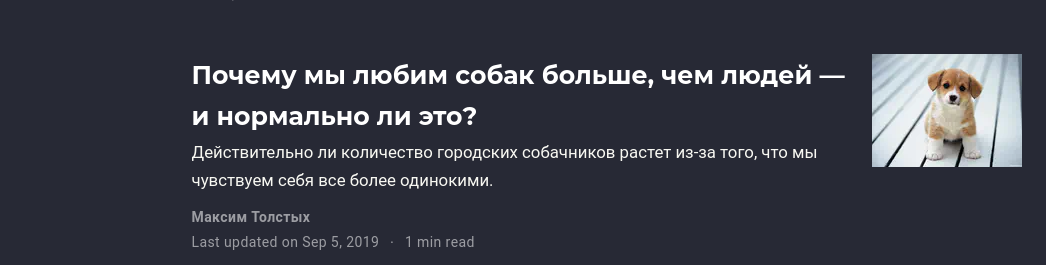 Почему мы любим собак больше, чем людей —
и нормально ли это?
Действительно ли количество городских собачников растет из-за того, что мы
чувствуем себя все более одинокими.
Максим Толстых
Last updated on Sep 5, 2019 · 1 min read